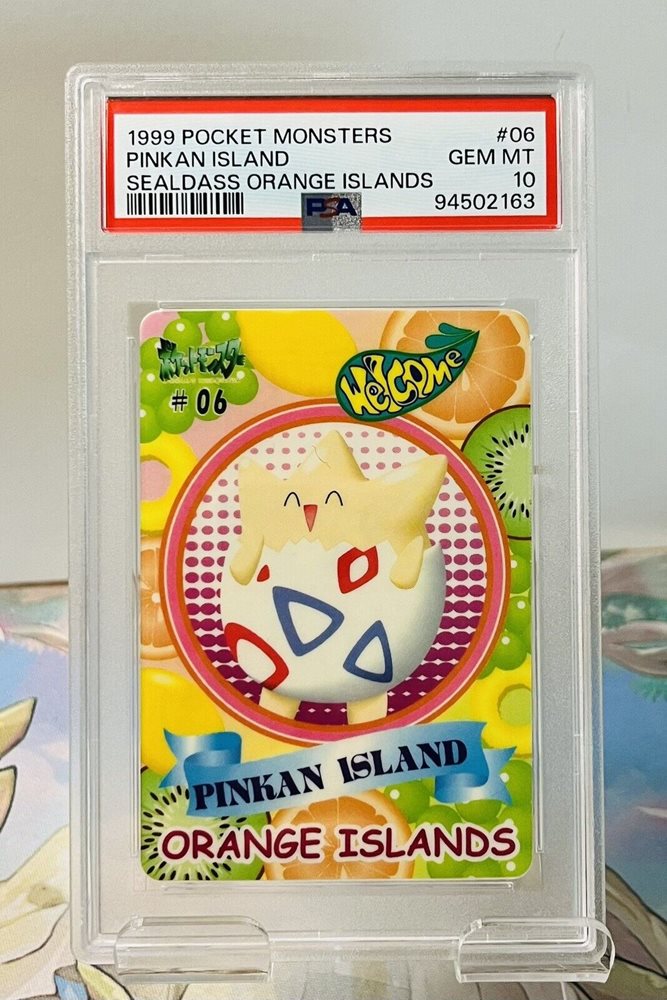 1999 POCKET MONSTERS #06
PINKAN ISLAND GEM MT
SEALDASS ORANGE ISLANDS 10
PSA 94502163
ポケットモンスター
WELCOME
#06
PINKAN ISLAND
ORANGE ISLANDS